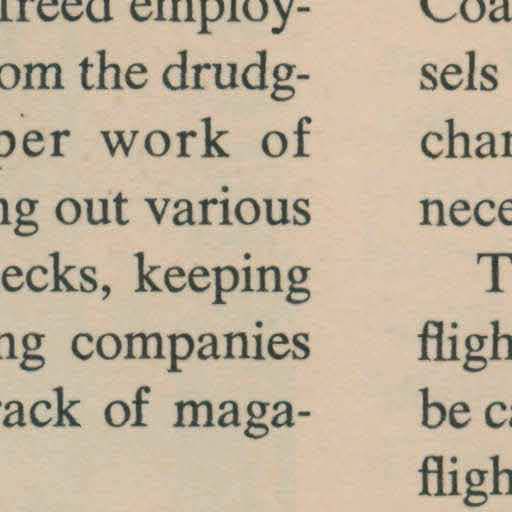 freed employ-
om the drudg-
per work of
ng out various
ecks, keeping
ng companies
rack of maga-
Coa
sels
char
nece
T
fligh
be ca
fligh